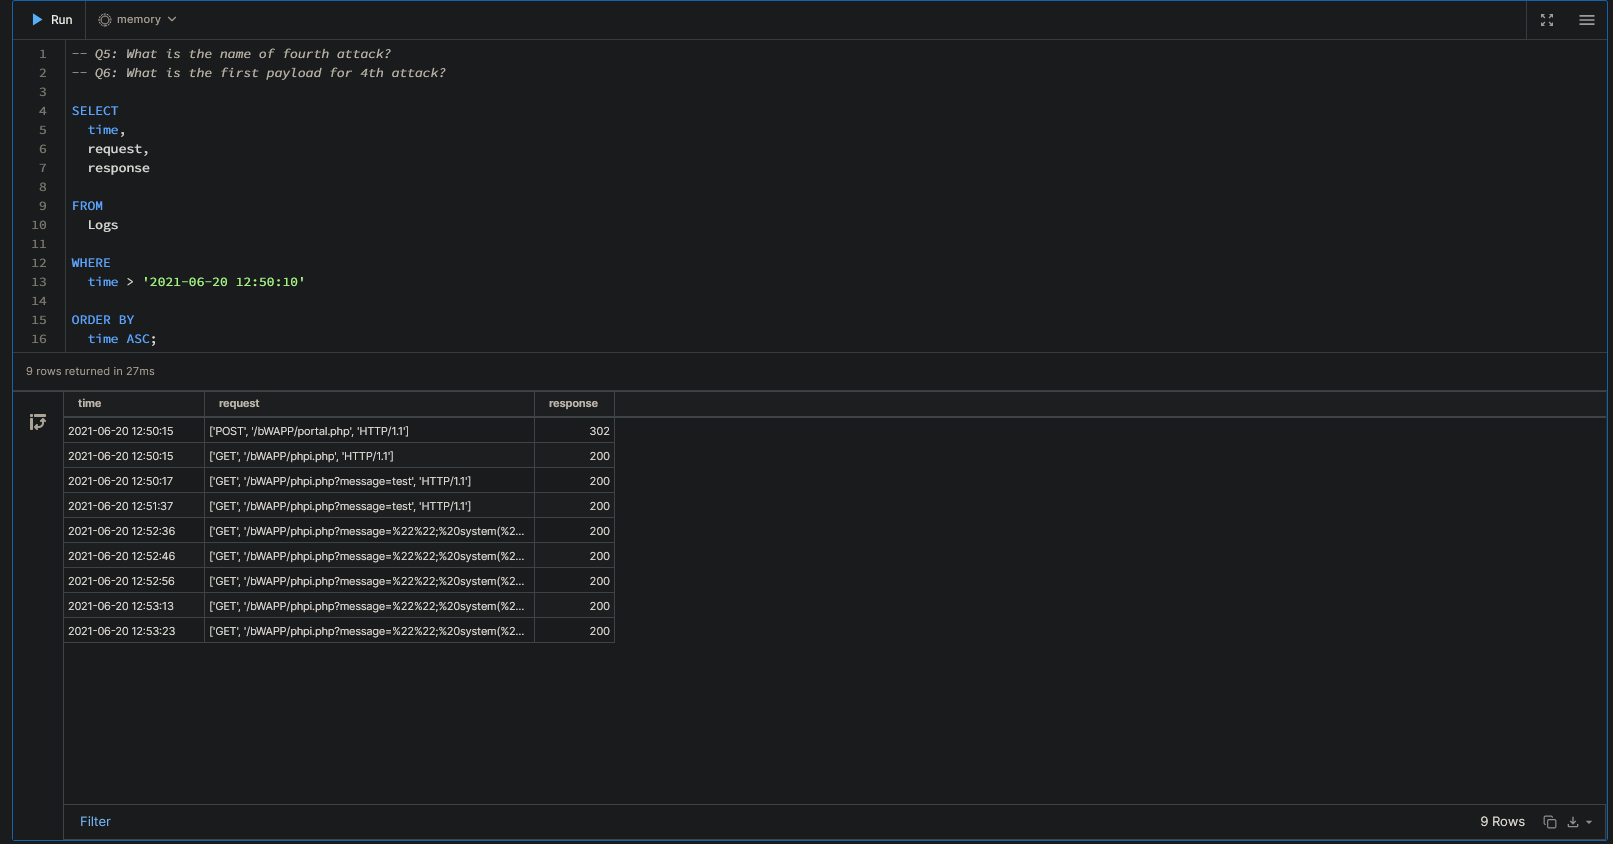 Run memory
1 -- Q5: What is the name of fourth attack?
2 -- Q6: What is the first payload for 4th attack?
3
4 SELECT
5 time,
6 request,
7 response
8
9 FROM
10 Logs
11
12 WHERE
13 time > '2021-06-20 12:50:10'
14
15 ORDER BY
16 time ASC;
9 rows returned in 27ms
time request response
2021-06-20 12:50:15 ['POST', '/bWAPP/portal.php', 'HTTP/1.1'] 302
2021-06-20 12:50:15 ['GET', '/bWAPP/phpi.php', 'HTTP/1.1'] 200
2021-06-20 12:50:17 ['GET', '/bWAPP/phpi.php?message=test', 'HTTP/1.1'] 200
2021-06-20 12:51:37 ['GET', '/bWAPP/phpi.php?message=test', 'HTTP/1.1'] 200
2021-06-20 12:52:36 ['GET', '/bWAPP/phpi.php?message=%22%22;%20system(%2... 200
2021-06-20 12:52:46 ['GET', '/bWAPP/phpi.php?message=%22%22;%20system(%2... 200
2021-06-20 12:52:56 ['GET', '/bWAPP/phpi.php?message=%22%22;%20system(%2... 200
2021-06-20 12:53:13 ['GET', '/bWAPP/phpi.php?message=%22%22;%20system(%2... 200
2021-06-20 12:53:23 ['GET', '/bWAPP/phpi.php?message=%22%22;%20system(%2... 200
Filter 9 Rows